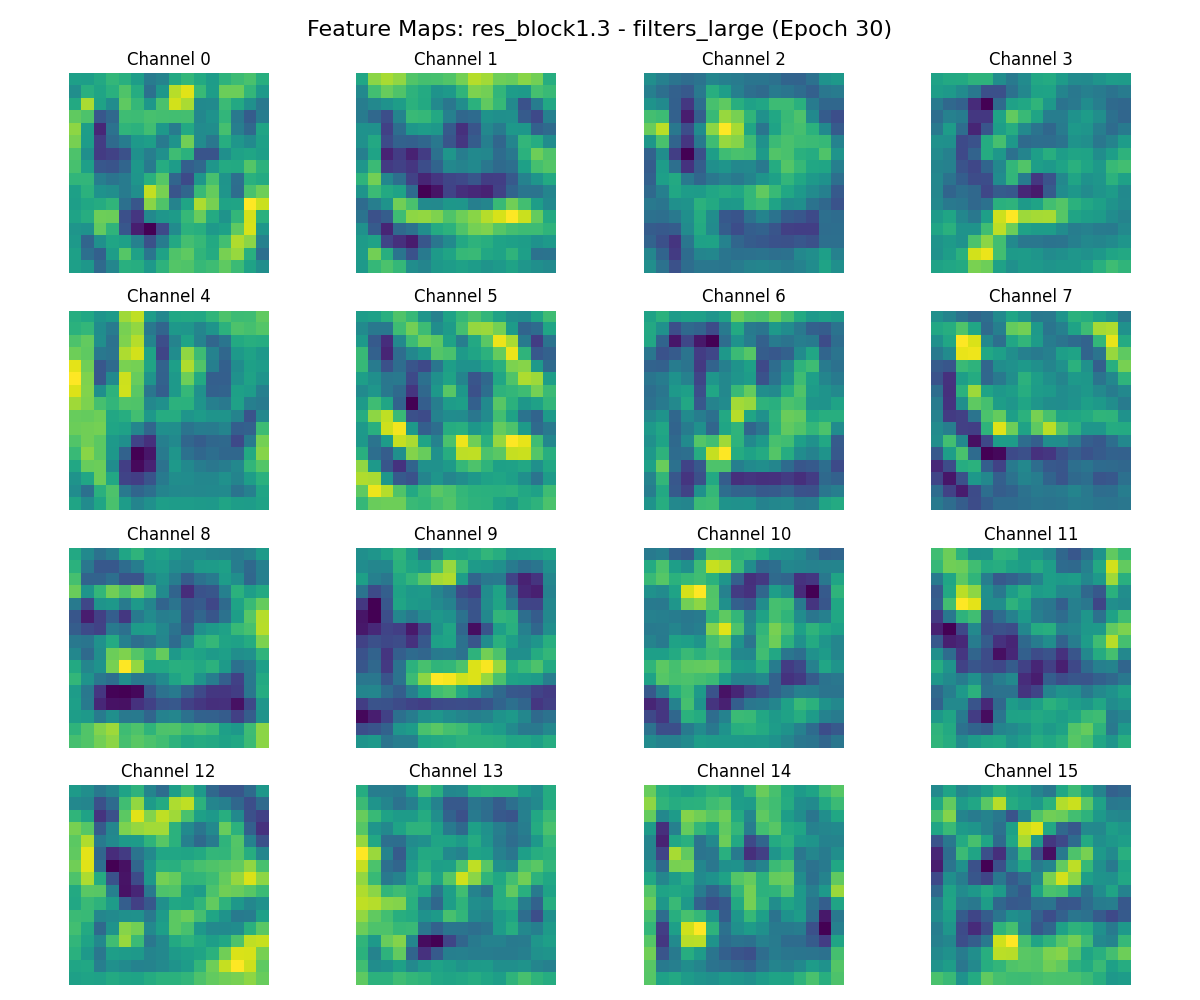 Feature Maps: res_block1.3 - filters_large (Epoch 30)
Channel 0 Channel 1 Channel 2 Channel 3
Channel 4 Channel 5 Channel 6 Channel 7
Channel 8 Channel 9 Channel 10 Channel 11
Channel 12 Channel 13 Channel 14 Channel 15